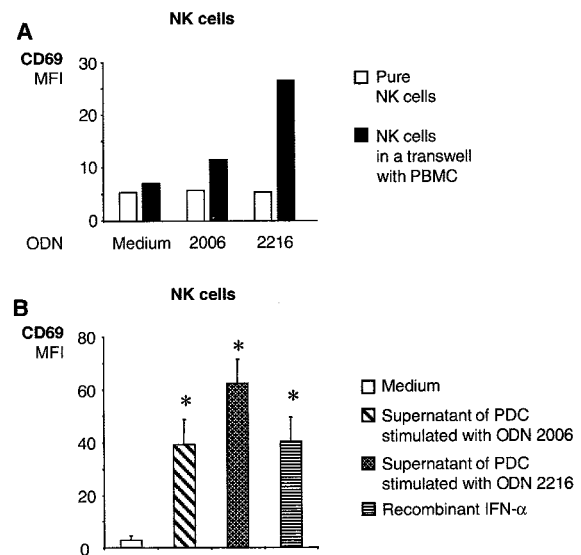 NK cells
A
CD69
MFI
30
20
10
0
ODN
Medium
2006
2216
Pure
NK cells
NK cells
in a transwell
with PBMC
NK cells
B
CD69
MFI
80
60
40
20
0
*
*
*
Medium
Supernatant of PDC
stimulated with ODN 2006
Supernatant of PDC
stimulated with ODN 2216
Recombinant IFN-α